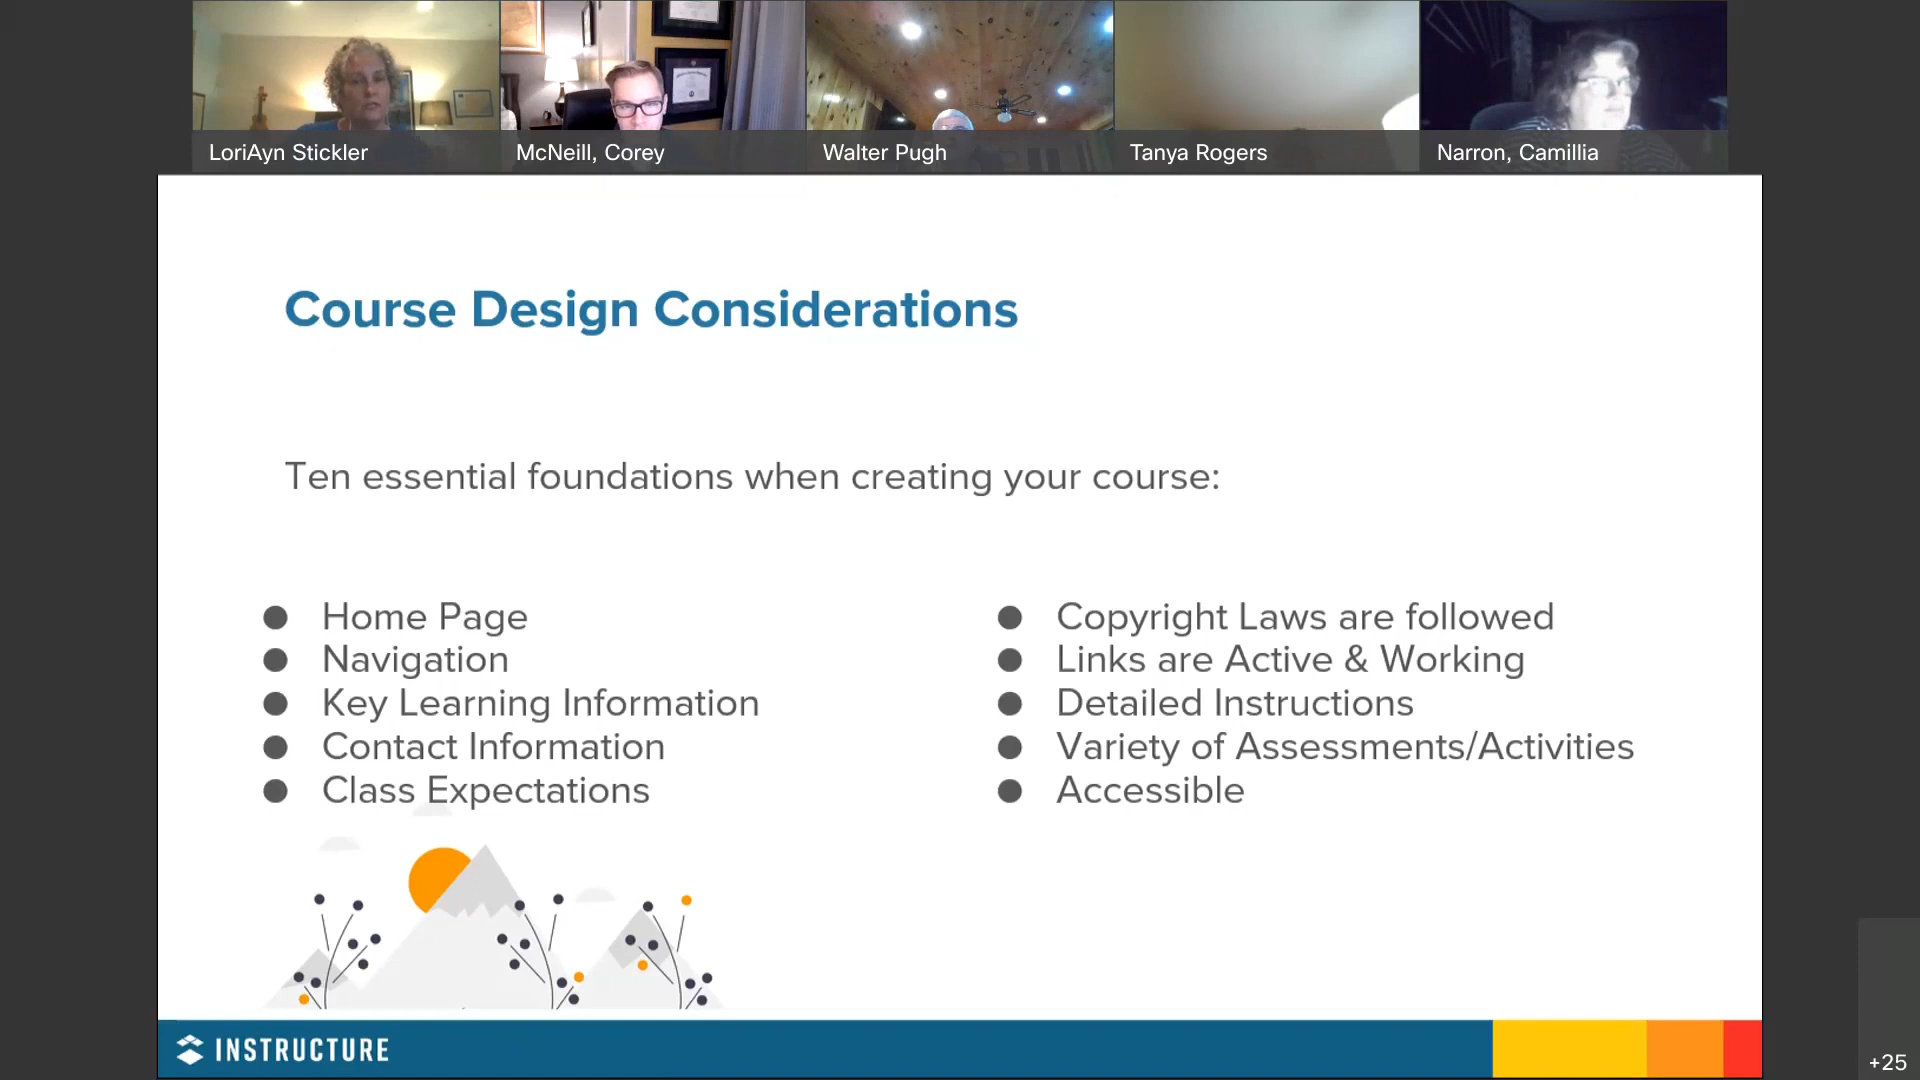 LoriAyn Stickler
McNeill, Corey
Walter Pugh
Tanya Rogers
Narron, Camillia
Course Design Considerations
Ten essential foundations when creating your course:
● Home Page
● Navigation
● Key Learning Information
● Contact Information
● Class Expectations
● Copyright Laws are followed
● Links are Active & Working
● Detailed Instructions
● Variety of Assessments/Activities
● Accessible
INSTRUCTURE
+25